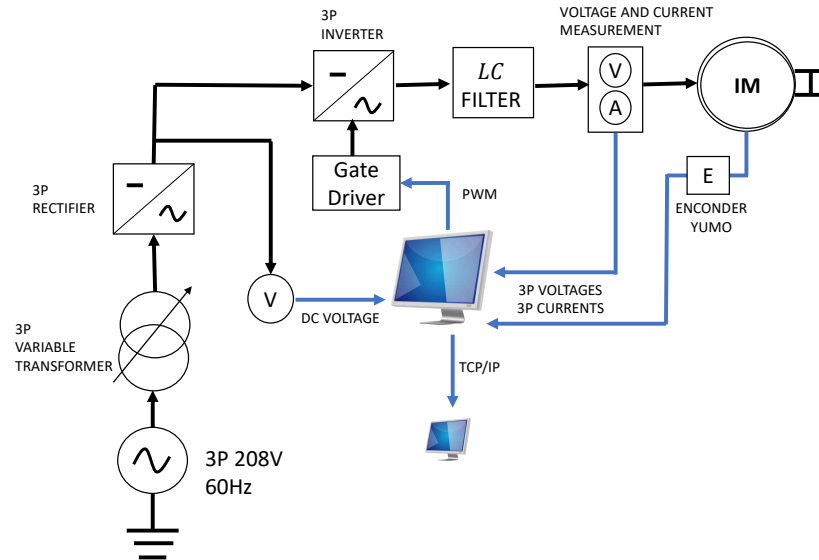 3P
INVERTER
VOLTAGE AND CURRENT
MEASUREMENT
LC
FILTER
V
A
IM
3P
RECTIFIER
Gate
Driver
PWM
E
ENCONDER
YUMO
V
DC VOLTAGE
3P VOLTAGES
3P CURRENTS
3P
VARIABLE
TRANSFORMER
TCP/IP
3P 208V
60Hz